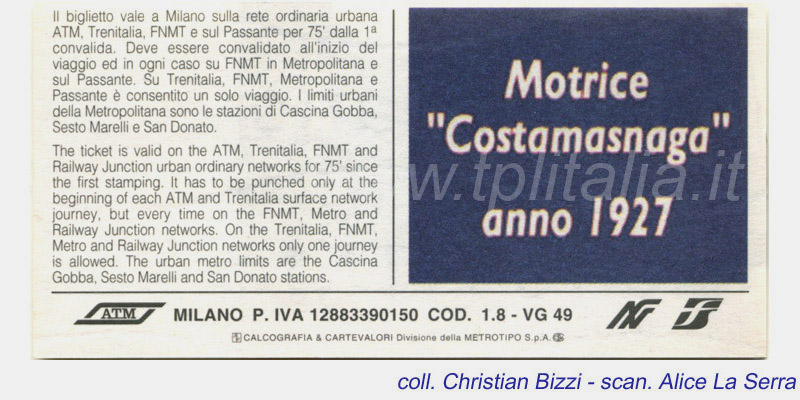 Il biglietto vale a Milano sulla rete ordinaria urbana
ATM, Trenitalia, FNMT e sul Passante per 75' dalla 1ª
convalida. Deve essere convalidato all'inizio del
viaggio ed in ogni caso su FNMT in Metropolitana e
sul Passante. Su Trenitalia, FNMT, Metropolitana e
Passante è consentito un solo viaggio. I limiti urbani
della Metropolitana sono le stazioni di Cascina Gobba,
Sesto Marelli e San Donato.
The ticket is valid on the ATM, Trenitalia, FNMT and
Railway Junction urban ordinary networks for 75' since
the first stamping. It has to be punched only at the
beginning of each ATM and Trenitalia surface network
journey, but every time on the FNMT, Metro and
Railway Junction networks. On the Trenitalia, FNMT,
Metro and Railway Junction networks only one journey
is allowed. The urban metro limits are the Cascina
Gobba, Sesto Marelli and San Donato stations.
Motrice
"Costamasnaga"
anno 1927
www.tplitalia.it
ATM MILANO P. IVA 12883390150 COD. 1.8 - VG 49
CALCOGRAFIA & CARTEVALORI Divisione della METROTIPO S.p.A.
coll. Christian Bizzi - scan. Alice La Serra